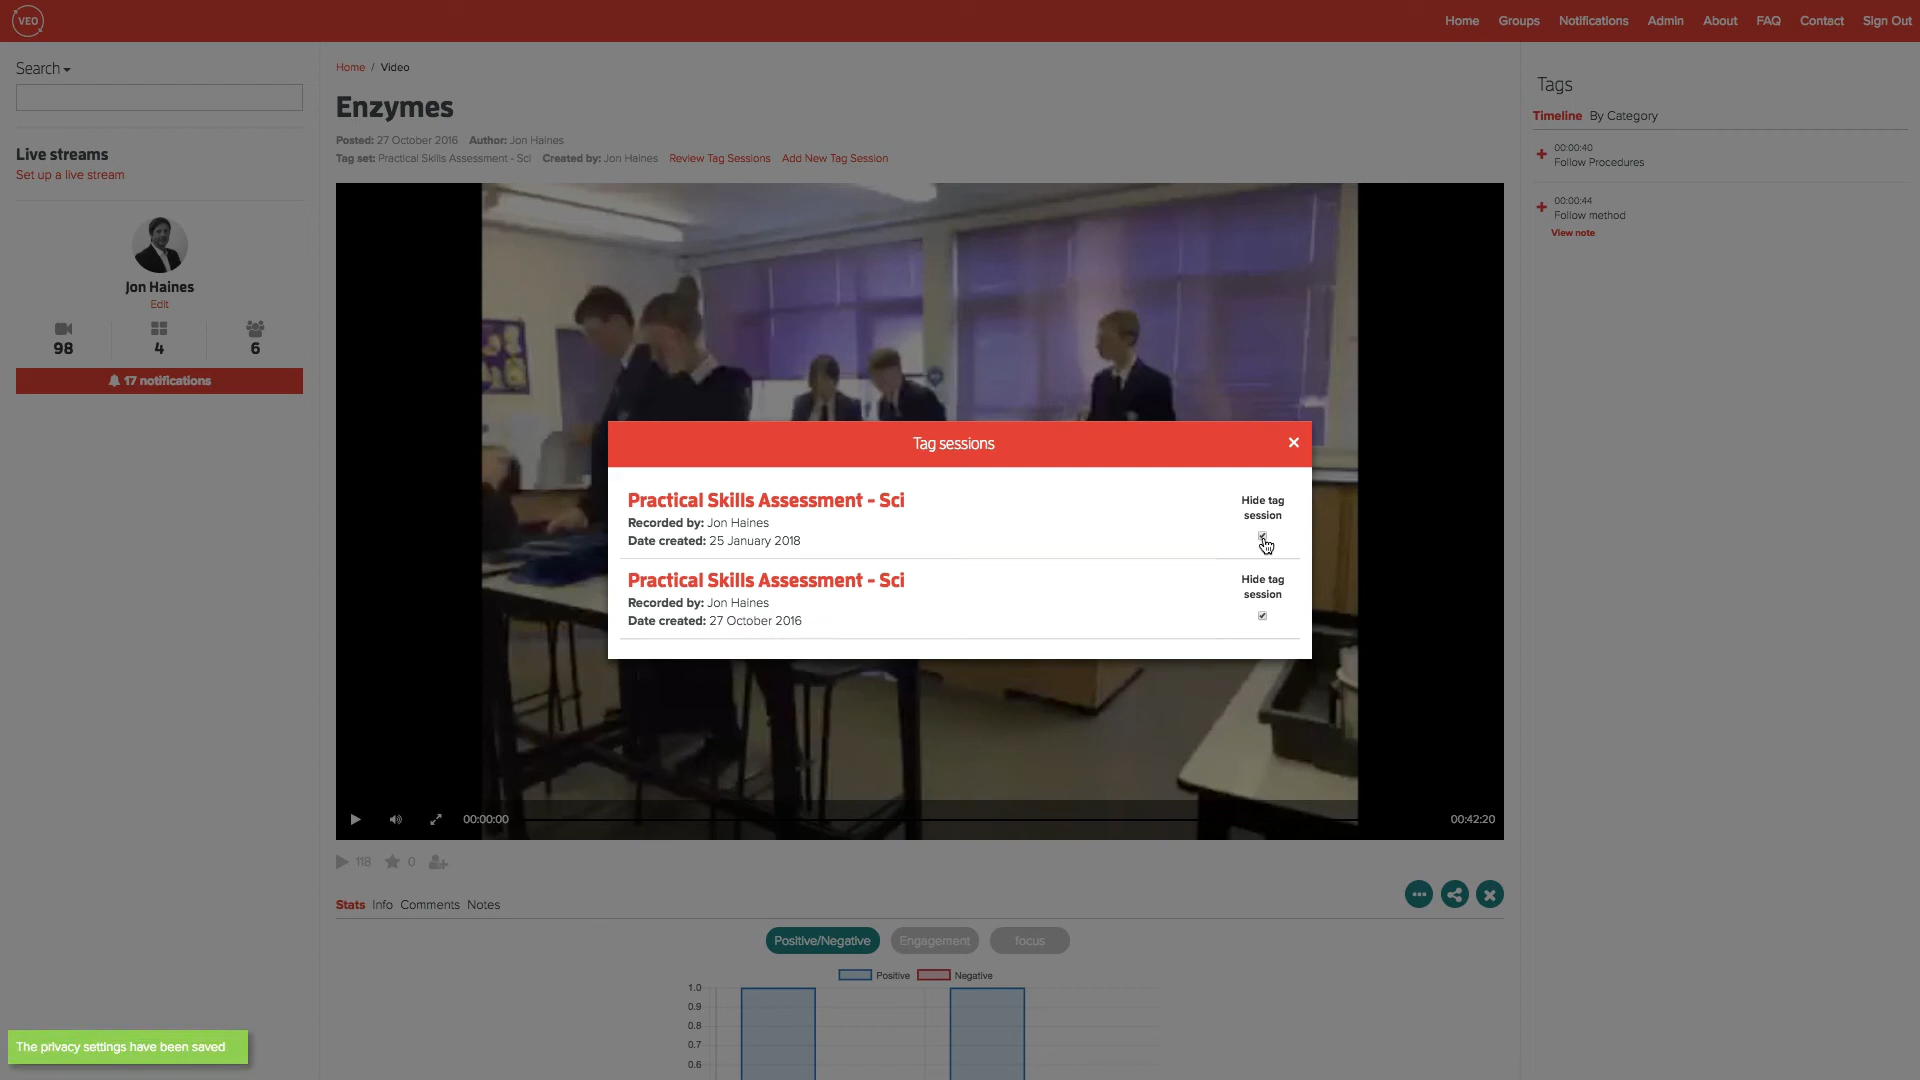 VEO
Home Groups Notifications Admin About FAQ Contact Sign Out
Search
Live streams
Set up a live stream
Jon Haines
Edit
98 4 6
17 notifications
Home / Video
Enzymes
Posted: 27 October 2016 Author: Jon Haines
Tag set: Practical Skills Assessment - Sci Created by: Jon Haines Review Tag Sessions Add New Tag Session
Tag sessions
Practical Skills Assessment - Sci
Recorded by: Jon Haines
Date created: 25 January 2018
Hide tag
session
Practical Skills Assessment - Sci
Recorded by: Jon Haines
Date created: 27 October 2016
Hide tag
session
00:00:00
00:42:20
118 0
Stats Info Comments Notes
Positive/Negative Engagement focus
Positive Negative
1.0
0.9
0.8
0.7
0.6
Tags
Timeline By Category
00:00:40
Follow Procedures
00:00:44
Follow method
View note
The privacy settings have been saved